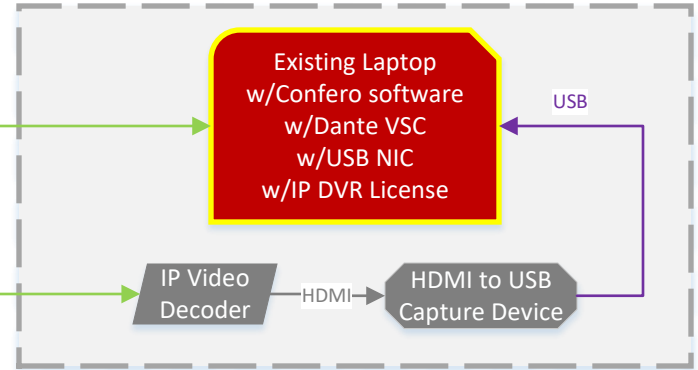 Existing Laptop
w/Confero software
w/Dante VSC
w/USB NIC
w/IP DVR License
USB
IP Video
Decoder
HDMI
HDMI to USB
Capture Device